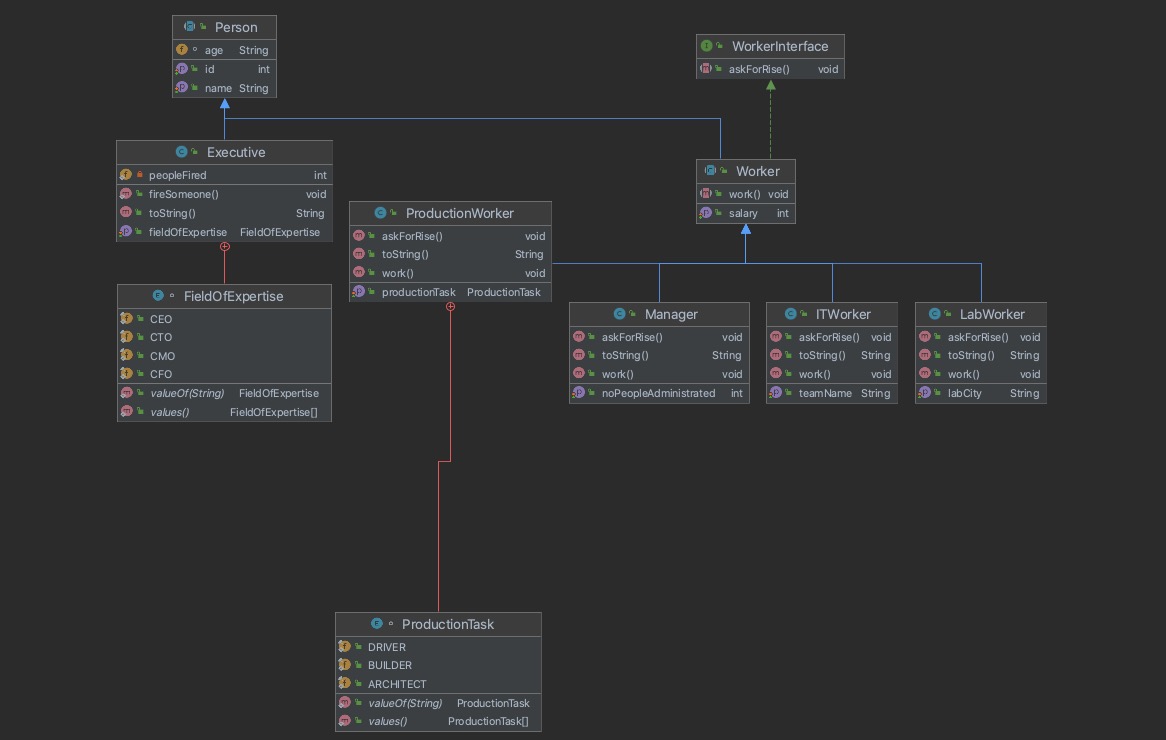 Person
age String
id int
name String
WorkerInterface
askForRise() void
Executive
peopleFired int
fireSomeone() void
toString() String
fieldOfExpertise FieldOfExpertise
Worker
work() void
salary int
ProductionWorker
askForRise() void
toString() String
work() void
productionTask ProductionTask
FieldOfExpertise
CEO
CTO
CMO
CFO
valueOf(String) FieldOfExpertise
values() FieldOfExpertise[]
Manager
askForRise() void
toString() String
work() void
noPeopleAdministrated int
ITWorker
askForRise() void
toString() String
work() void
teamName String
LabWorker
askForRise() void
toString() String
work() void
labCity String
ProductionTask
DRIVER
BUILDER
ARCHITECT
valueOf(String) ProductionTask
values() ProductionTask[]